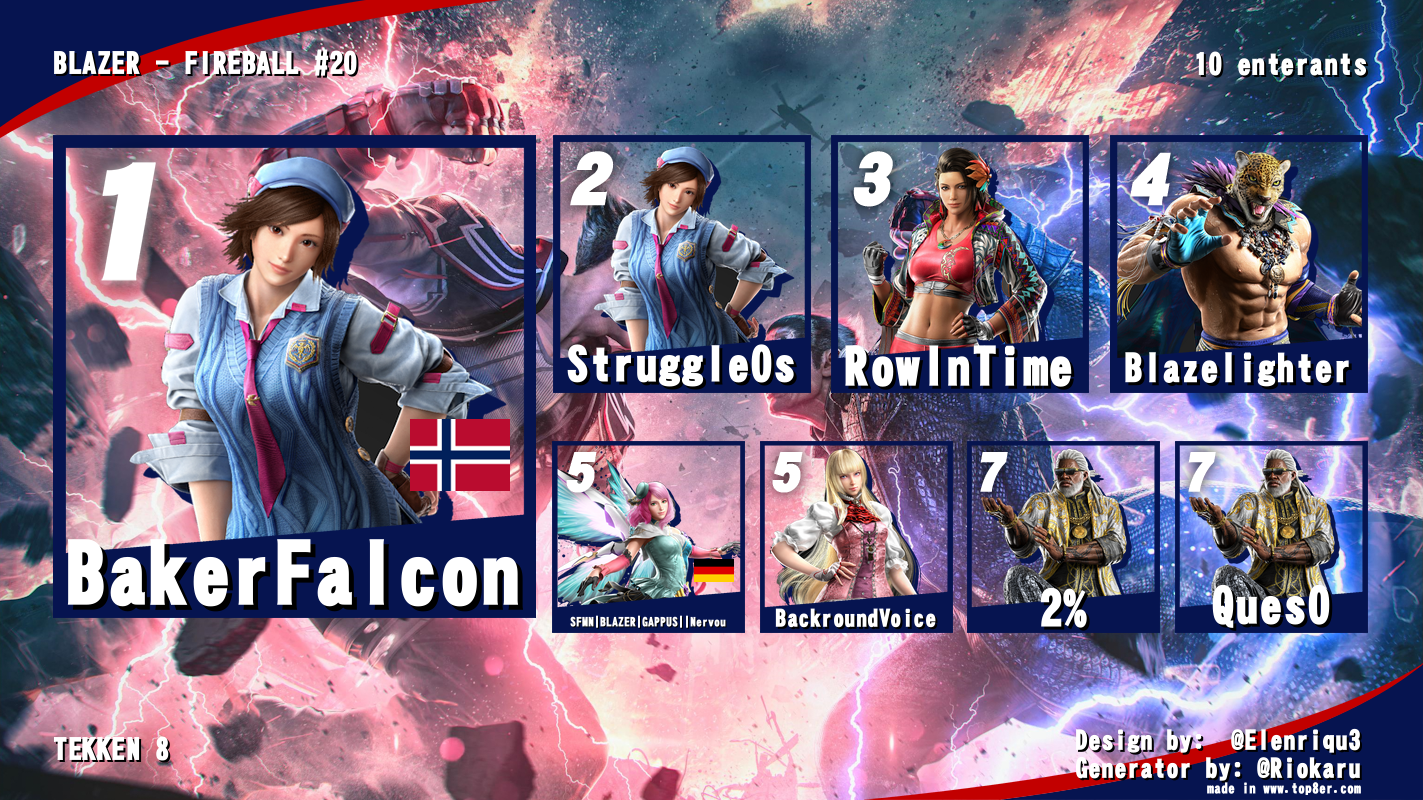 BLAZER - FIREBALL #20
10 enterants
1
2
3
4
StruggleOs
RowInTime
Blazelighter
5
5
7
7
BakerFalcon
SFMN|BLAZER|GAPPUS||Nervou
BackroundVoice
2%
QuesO
TEKKEN 8
Design by: @Elenriqu3
Generator by: @Riokaru
made in www.top8er.com